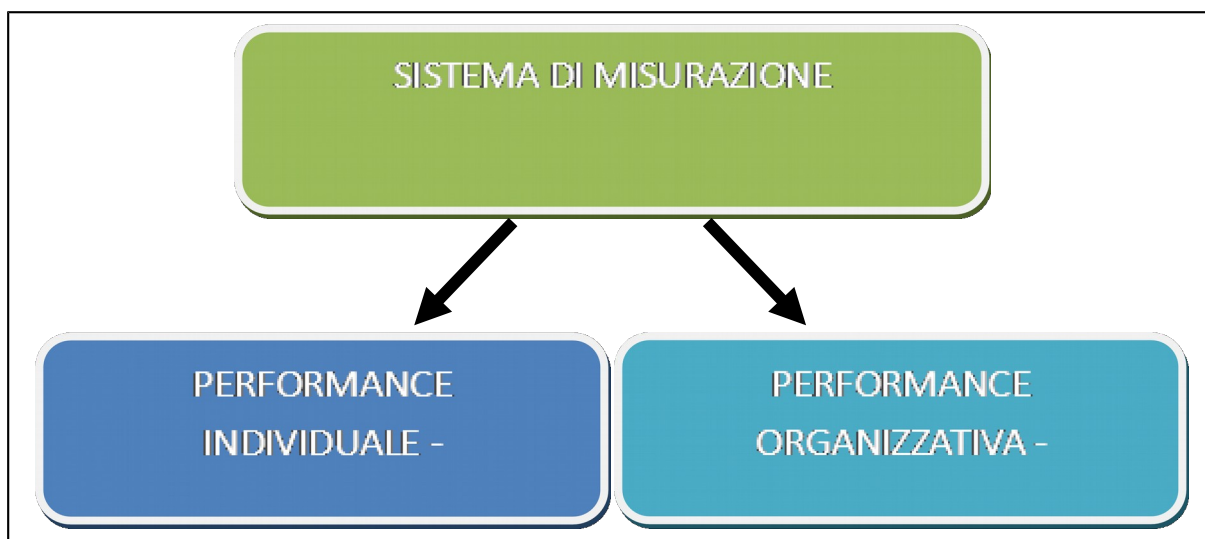 SISTEMA DI MISURAZIONE
PERFORMANCE
INDIVIDUALE -
PERFORMANCE
ORGANIZZATIVA -